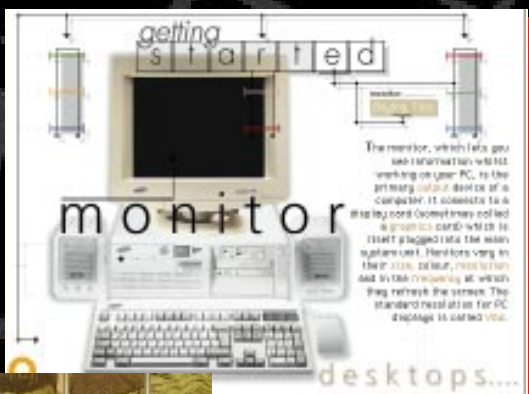 getting
started
monitor
The monitor, which lets you
see information whilst
working on your PC, is the
primary output device of a
computer. It connects to a
display card (sometimes called
a graphics card) which is
itself plugged into the main
system unit. Monitors vary in
their size, colour, resolution
and in the frequency at which
they refresh the screen. The
standard resolution for PC
displays is called
monitor
desktops....